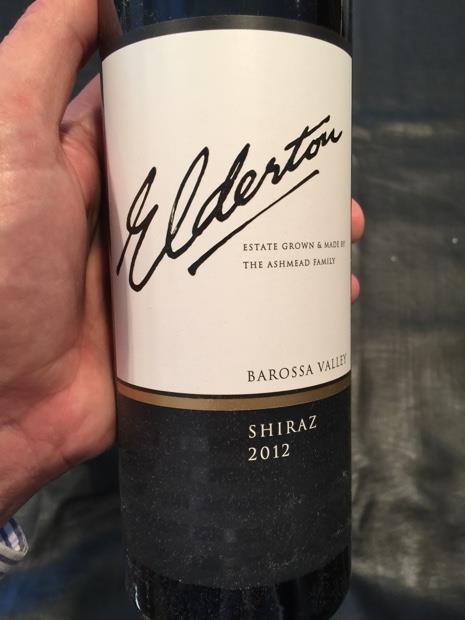 Elderton
ESTATE GROWN & MADE BY
THE ASHMEAD FAMILY
BAROSSA VALLEY
SHIRAZ
2012